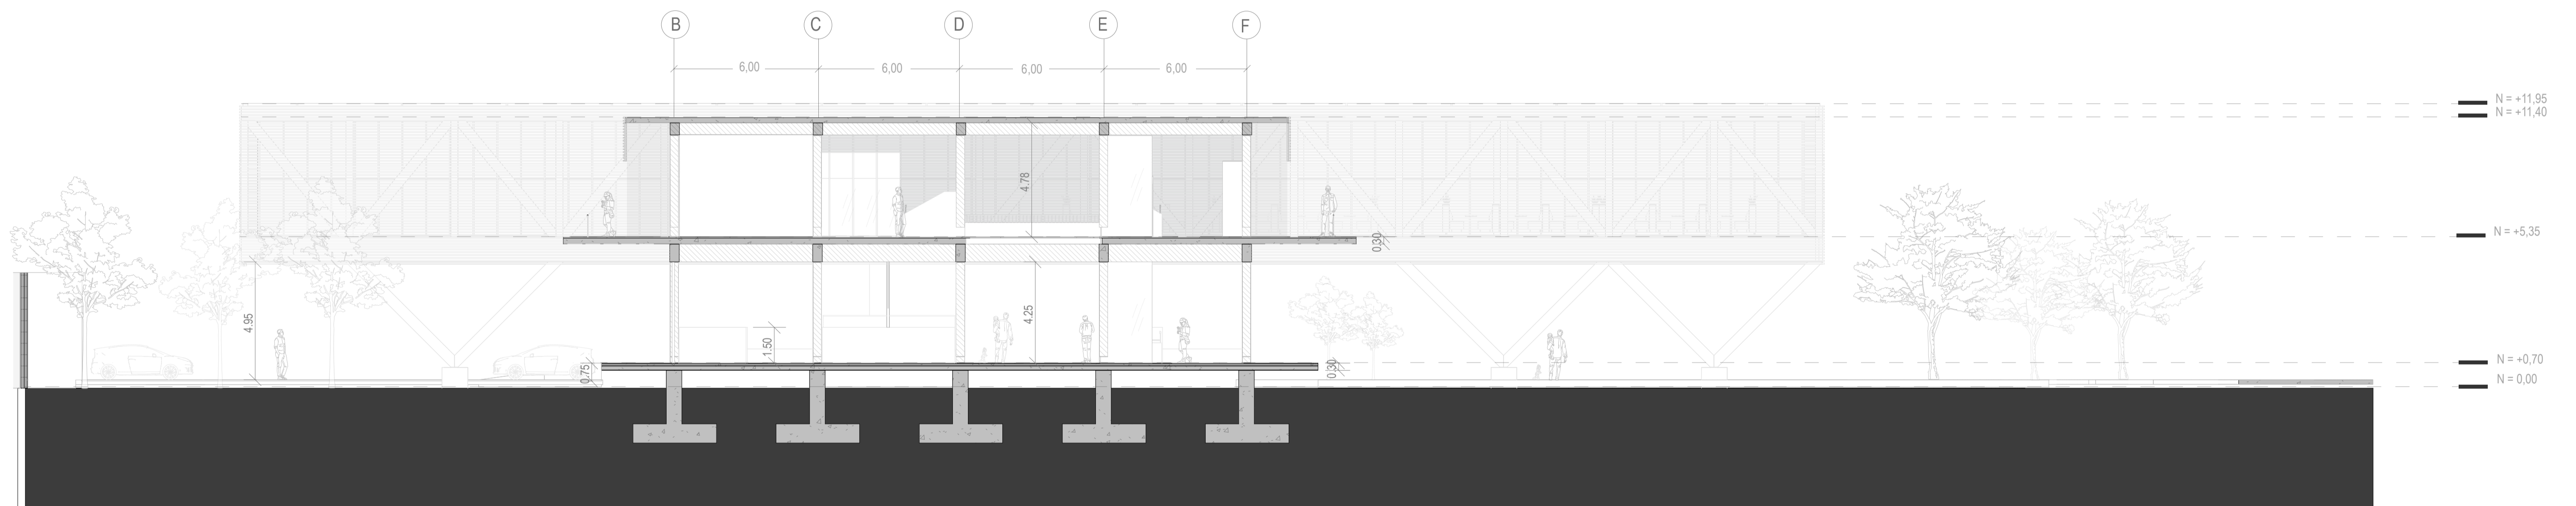 B C D E F
6,00 6,00 6,00 6,00
N = +11,95
N = +11,40
4.78
N = +5,35
0.30
4.95
4.25
1.50
0.75
0.30
N = +0,70
N = 0,00